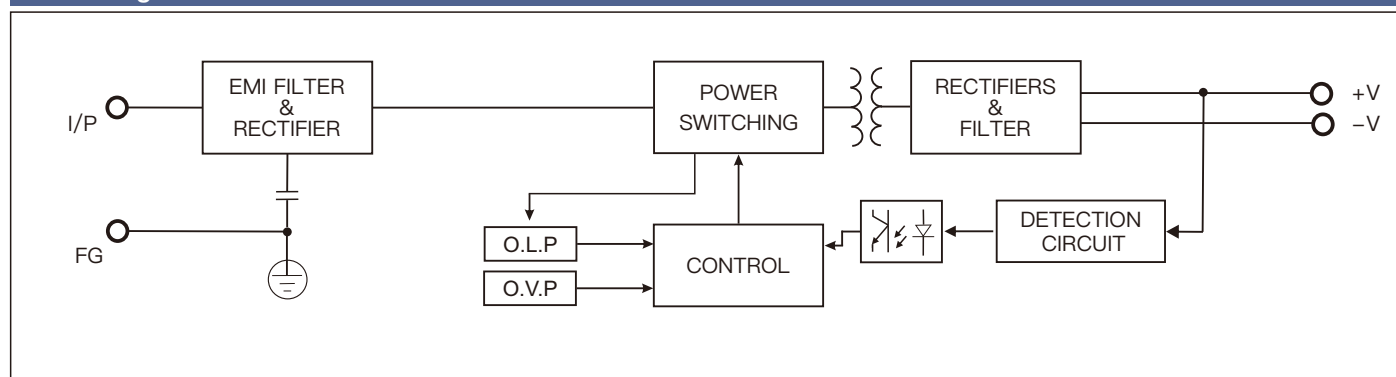 I/P
EMI FILTER
&
RECTIFIER
POWER
SWITCHING
RECTIFIERS
&
FILTER
+V
−V
FG
O.L.P
O.V.P
CONTROL
DETECTION
CIRCUIT